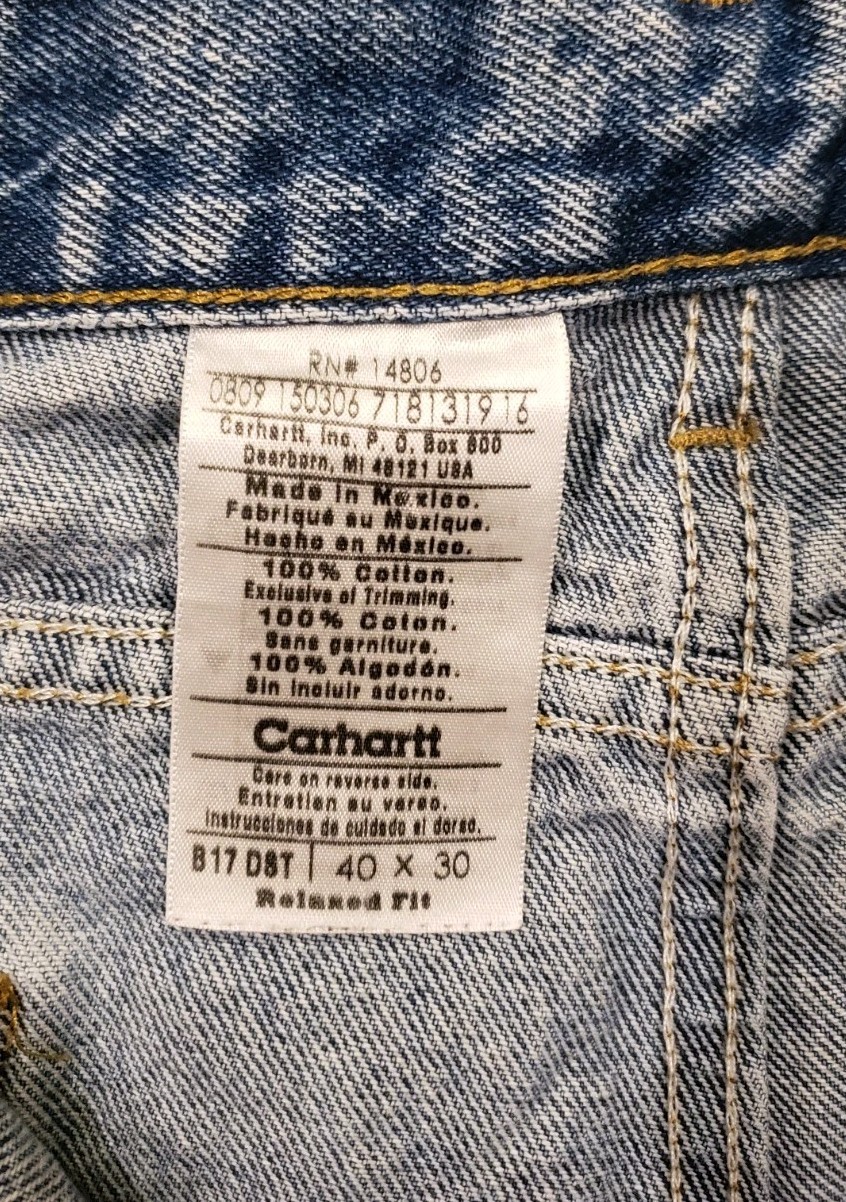 RN# 14806
0809 150306 718131916
Carhartt, Inc. P. O. Box 600
Dearborn, MI 48121 USA
Made in Mexico.
Fabriqué au Mexique.
Hecho en México.
100% Cotton.
Exclusive of Trimming.
100% Coton.
Sans garniture.
100% Algodón.
Sin incluir adorno.
Carhartt
Care on reverse side.
Entretien au verso.
Instrucciones de cuidado al dorso.
B17 DST | 40 X 30
Relaxed Fit